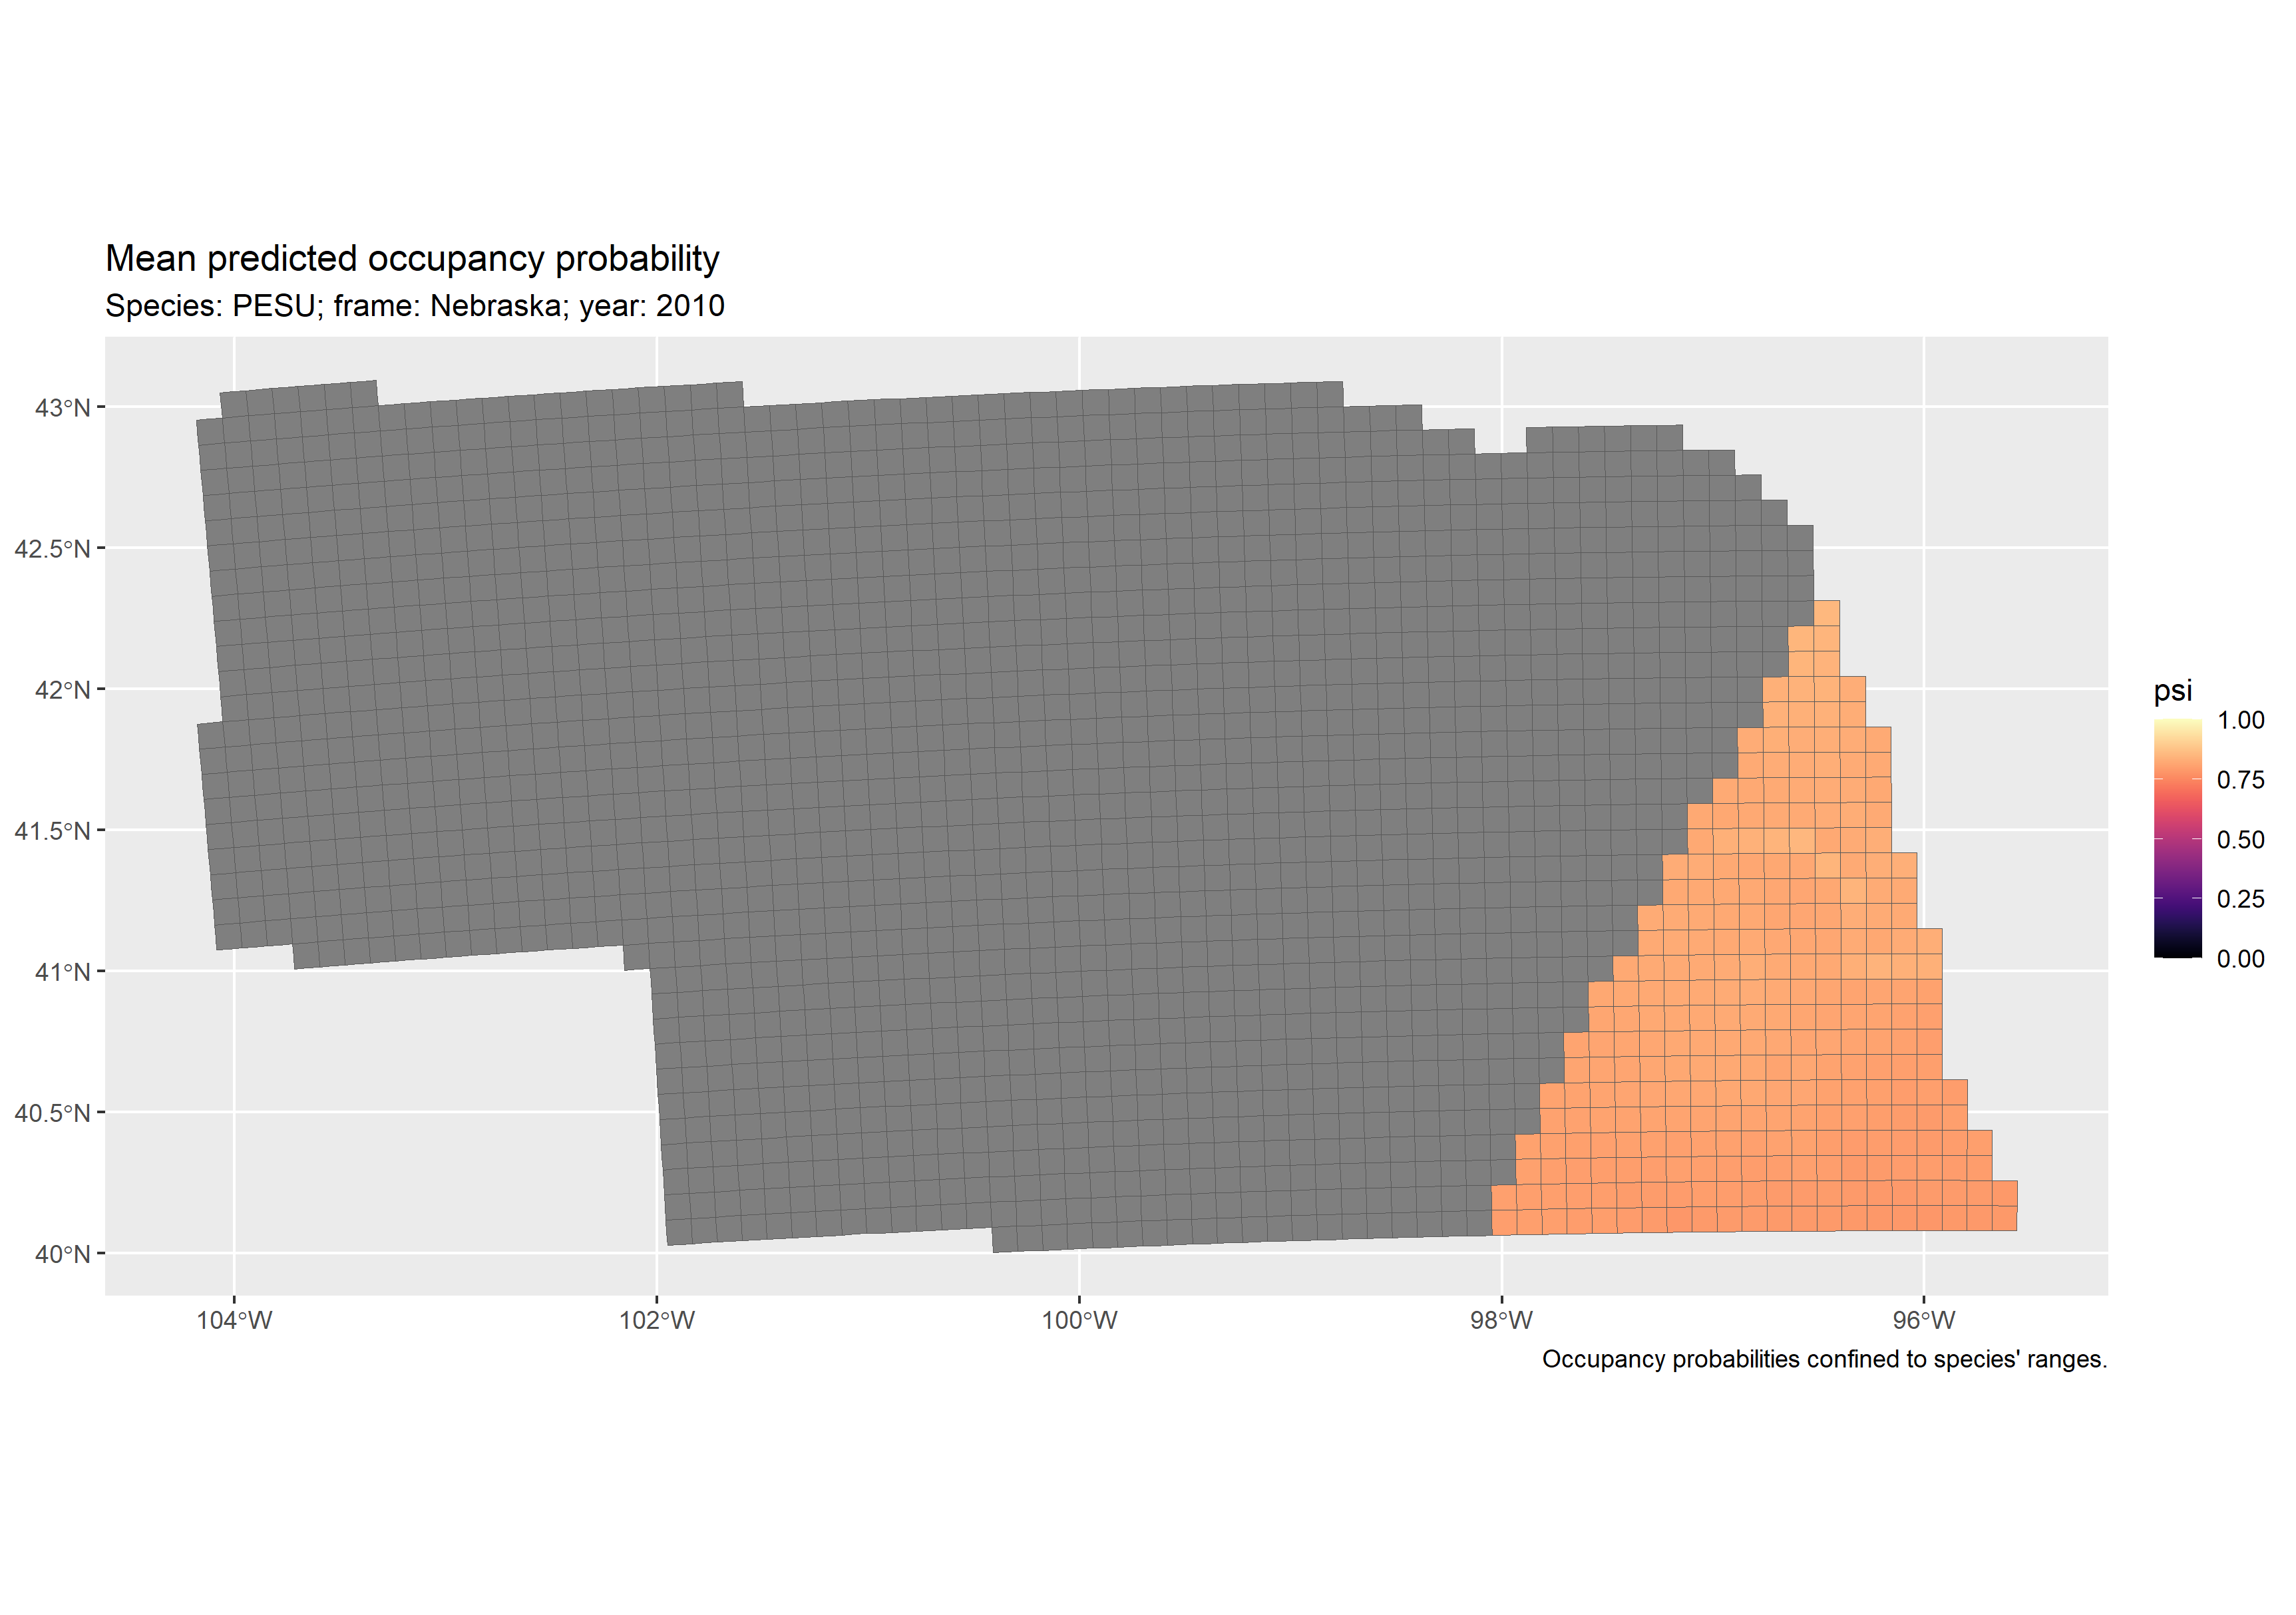 Mean predicted occupancy probability
Species: PESU; frame: Nebraska; year: 2010
43°N
42.5°N
42°N
41.5°N
41°N
40.5°N
40°N
104°W
102°W
100°W
98°W
96°W
psi
1.00
0.75
0.50
0.25
0.00
Occupancy probabilities confined to species' ranges.